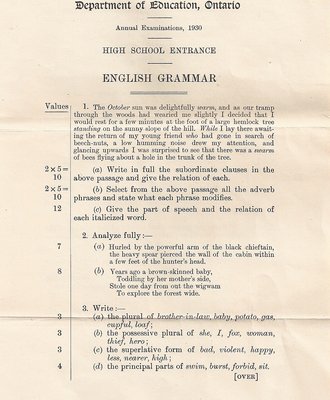 Department of Education, Ontario
Annual Examinations, 1930
HIGH SCHOOL ENTRANCE
ENGLISH GRAMMAR
Values
1. The October sun was delightfully warm, and as our tramp
through the woods had wearied me slightly I decided that I
would rest for a few minutes at the foot of a large hemlock tree
standing on the sunny slope of the hill. While I lay there await-
ing the return of my young friend who had gone in search of
beech-nuts, a low humming noise drew my attention, and
glancing upwards I was surprised to see that there was a swarm
of bees flying about a hole in the trunk of the tree.
2 × 5 =
10
(a) Write in full the subordinate clauses in the
above passage and give the relation of each.
2 × 5 =
10
(b) Select from the above passage all the adverb
phrases and state what each phrase modifies.
12
(c) Give the part of speech and the relation of
each italicized word.
2. Analyze fully :—
7
(a) Hurled by the powerful arm of the black chieftain,
the heavy spear pierced the wall of the cabin within
a few feet of the hunter's head.
8
(b) Years ago a brown-skinned baby,
Toddling by her mother's side,
Stole one day from out the wigwam
To explore the forest wide.
3. Write :—
3
(a) the plural of brother-in-law, baby, potato, gas,
cupful, loaf;
3
(b) the possessive plural of she, I, fox, woman,
thief, hero;
3
(c) the superlative form of bad, violent, happy,
less, nearer, high;
4
(d) the principal parts of swim, burst, forbid, sit.
[OVER]